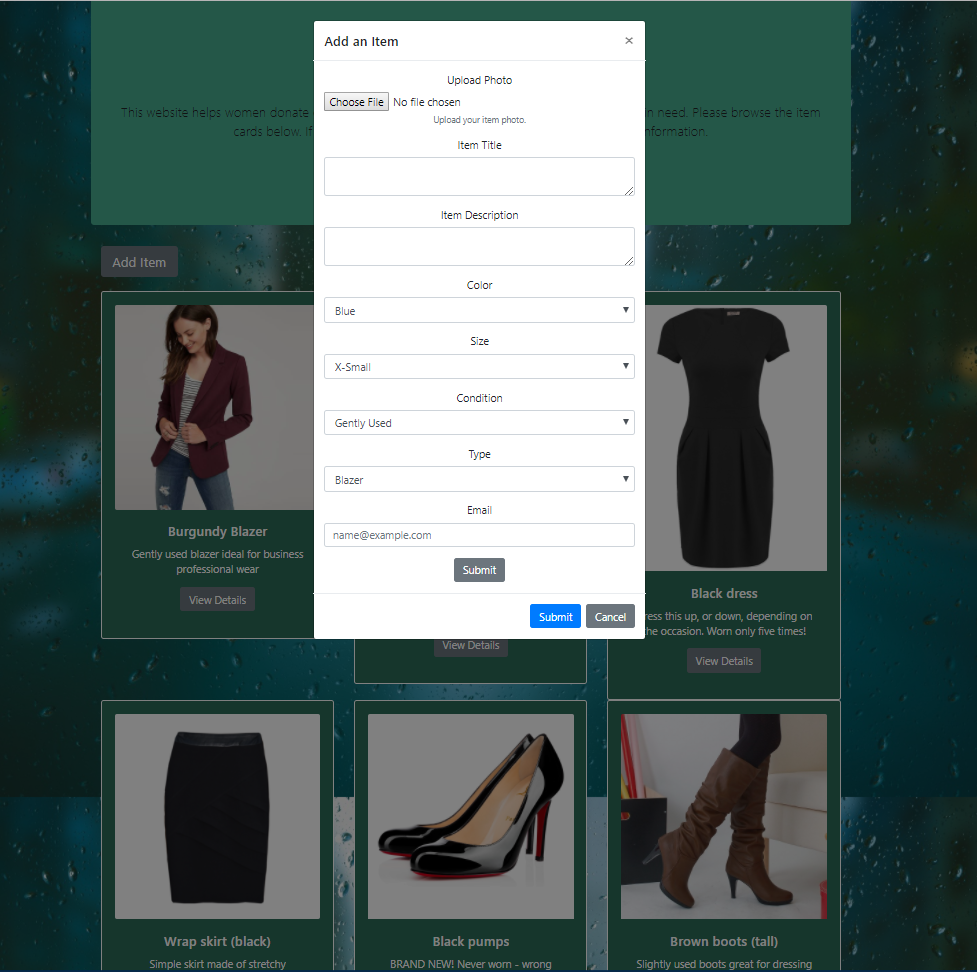 Add an Item
×
Upload Photo
Choose File No file chosen
Upload your item photo.
Item Title
Item Description
Color
Blue
Size
X-Small
Condition
Gently Used
Type
Blazer
Email
name@example.com
Submit
Submit Cancel
This website helps women donate
n need. Please browse the item
cards below. If
nformation.
Add Item
Burgundy Blazer
Gently used blazer ideal for business
professional wear
View Details
View Details
Black dress
ress this up, or down, depending on
he occasion. Worn only five times!
View Details
Wrap skirt (black)
Simple skirt made of stretchy
Black pumps
BRAND NEW! Never worn - wrong
Brown boots (tall)
Slightly used boots great for dressing